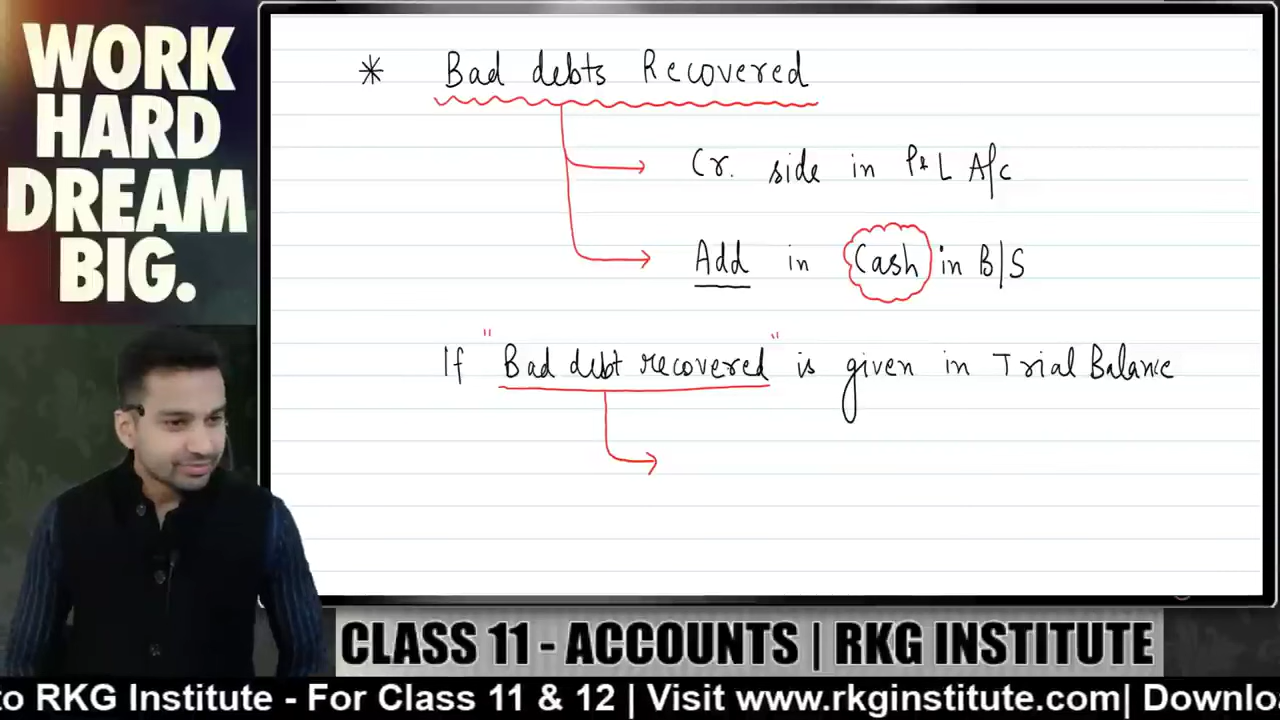 WORK
HARD
DREAM
BIG.
* Bad debts Recovered
Cr. side in P&L A/c
Add in Cash in B/S
If "Bad debt recovered" is given in Trial Balance
CLASS 11 - ACCOUNTS | RKG INSTITUTE
to RKG Institute - For Class 11 & 12 | Visit www.rkginstitute.com| Downlo